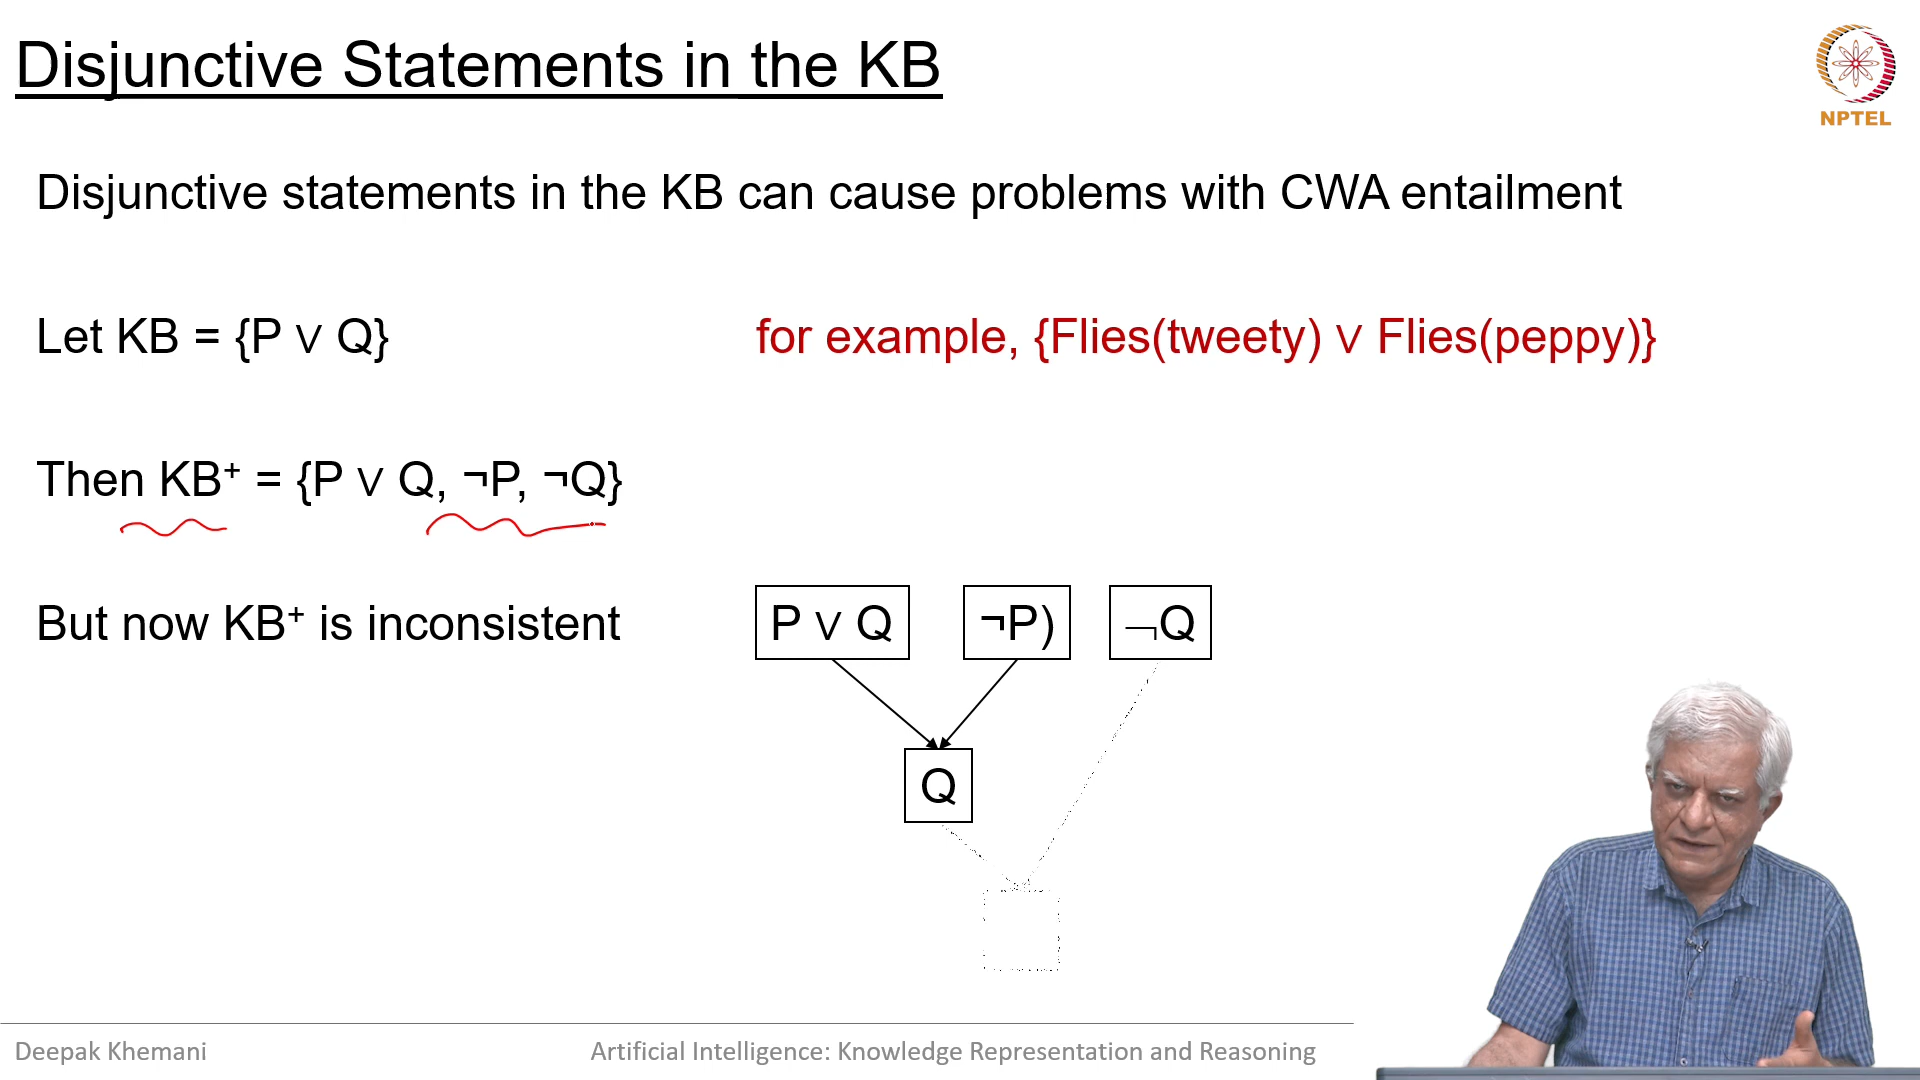 Disjunctive Statements in the KB
NPTEL
Disjunctive statements in the KB can cause problems with CWA entailment
Let KB = {P ∨ Q}
for example, {Flies(tweety) ∨ Flies(peppy)}
Then KB⁺ = {P ∨ Q, ¬P, ¬Q}
But now KB⁺ is inconsistent
P ∨ Q
¬P)
¬Q
Q
Deepak Khemani
Artificial Intelligence: Knowledge Representation and Reasoning